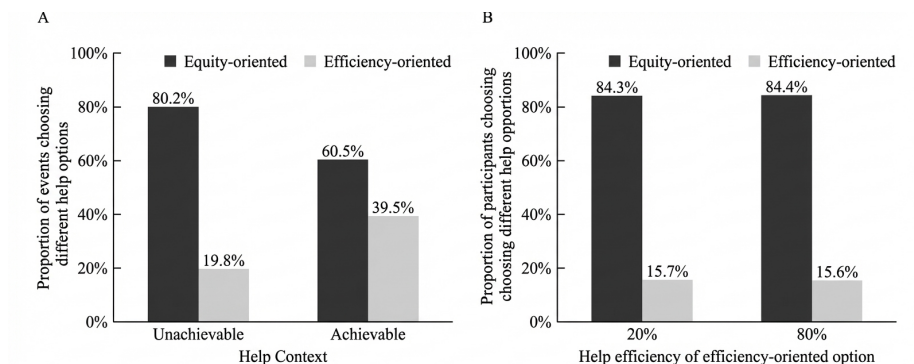 A
100%
80%
60%
40%
20%
0%
Proportion of events choosing
different help options
Equity-oriented Efficiency-oriented
80.2%
19.8%
60.5%
39.5%
Unachievable Achievable
Help Context
B
100%
80%
60%
40%
20%
0%
Proportion of participants
choosing different help opportions
Equity-oriented Efficiency-oriented
84.3%
15.7%
84.4%
15.6%
20% 80%
Help efficiency of efficiency-oriented option